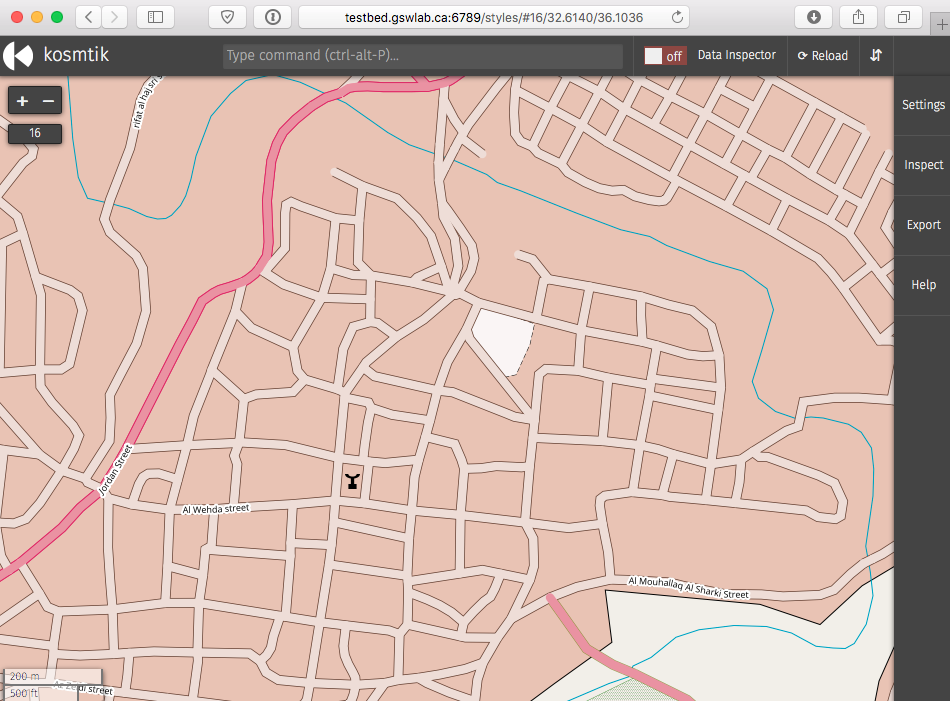 testbed.gswlab.ca:6789/styles/#16/32.6140/36.1036
kosmtik
Type command (ctrl-alt-P)...
off
Data Inspector
Reload
Settings
Inspect
Export
Help
+ −
16
rifat al haj sri s
Jordan Street
Al Wehda street
Al Mouhallaq Al Sharki Street
200 m
500 ft
Az Zeidi street